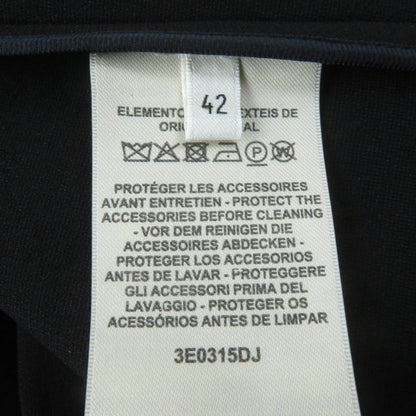 42
ELEMENTO EXTEIS DE
ORI AL
P W
PROTÉGER LES ACCESSOIRES
AVANT ENTRETIEN - PROTECT THE
ACCESSORIES BEFORE CLEANING
- VOR DEM REINIGEN DIE
ACCESSOIRES ABDECKEN -
PROTEGER LOS ACCESORIOS
ANTES DE LAVAR - PROTEGGERE
GLI ACCESSORI PRIMA DEL
LAVAGGIO - PROTEGER OS
ACESSÓRIOS ANTES DE LIMPAR
3E0315DJ